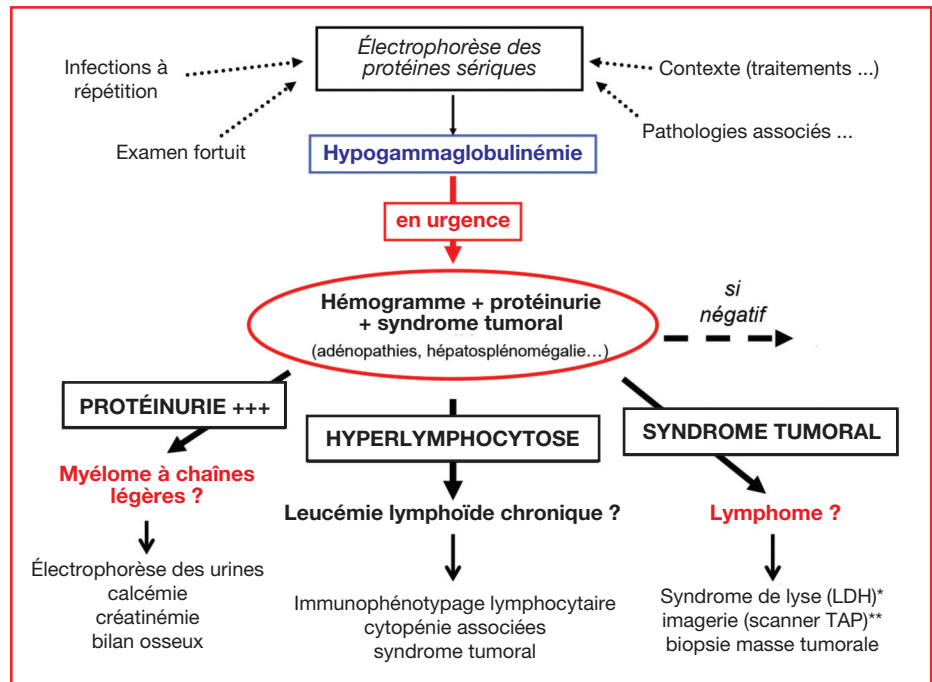 Électrophorèse des
protéines sériques
Infections à
répétition
Contexte (traitements ...)
Examen fortuit
Pathologies associés ...
Hypogammaglobulinémie
en urgence
Hémogramme + protéinurie
+ syndrome tumoral
(adénopathies, hépatosplénomégalie…)
si
négatif
PROTÉINURIE +++
HYPERLYMPHOCYTOSE
SYNDROME TUMORAL
Myélome à chaînes
légères ?
Leucémie lymphoïde chronique ?
Lymphome ?
Électrophorèse des urines
calcémie
créatinémie
bilan osseux
Immunophénotypage lymphocytaire
cytopénie associées
syndrome tumoral
Syndrome de lyse (LDH)*
imagerie (scanner TAP)**
biopsie masse tumorale